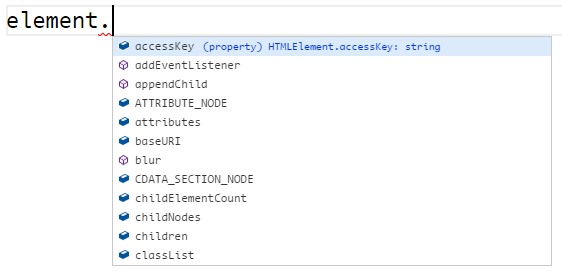 element.
accessKey (property) HTMLElement.accessKey: string
addEventListener
appendChild
ATTRIBUTE_NODE
attributes
baseURI
blur
CDATA_SECTION_NODE
childElementCount
childNodes
children
classList